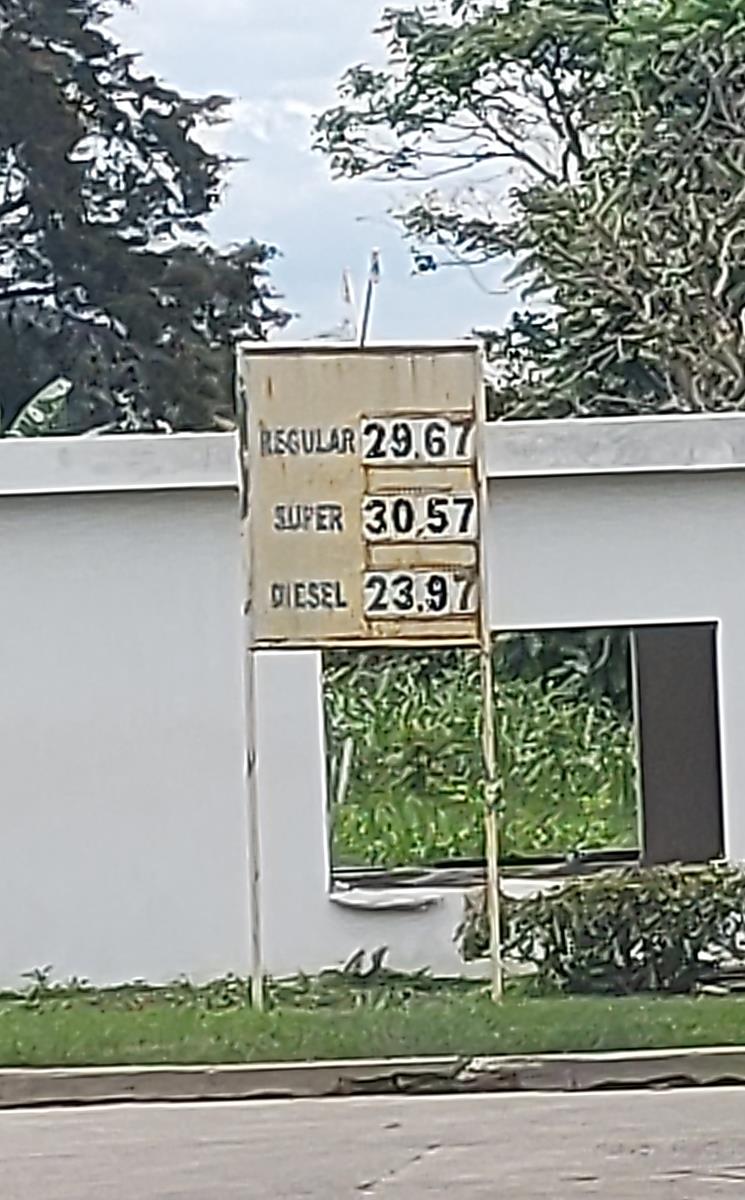 REGULAR 29.67
SUPER 30.57
DIESEL 23.97